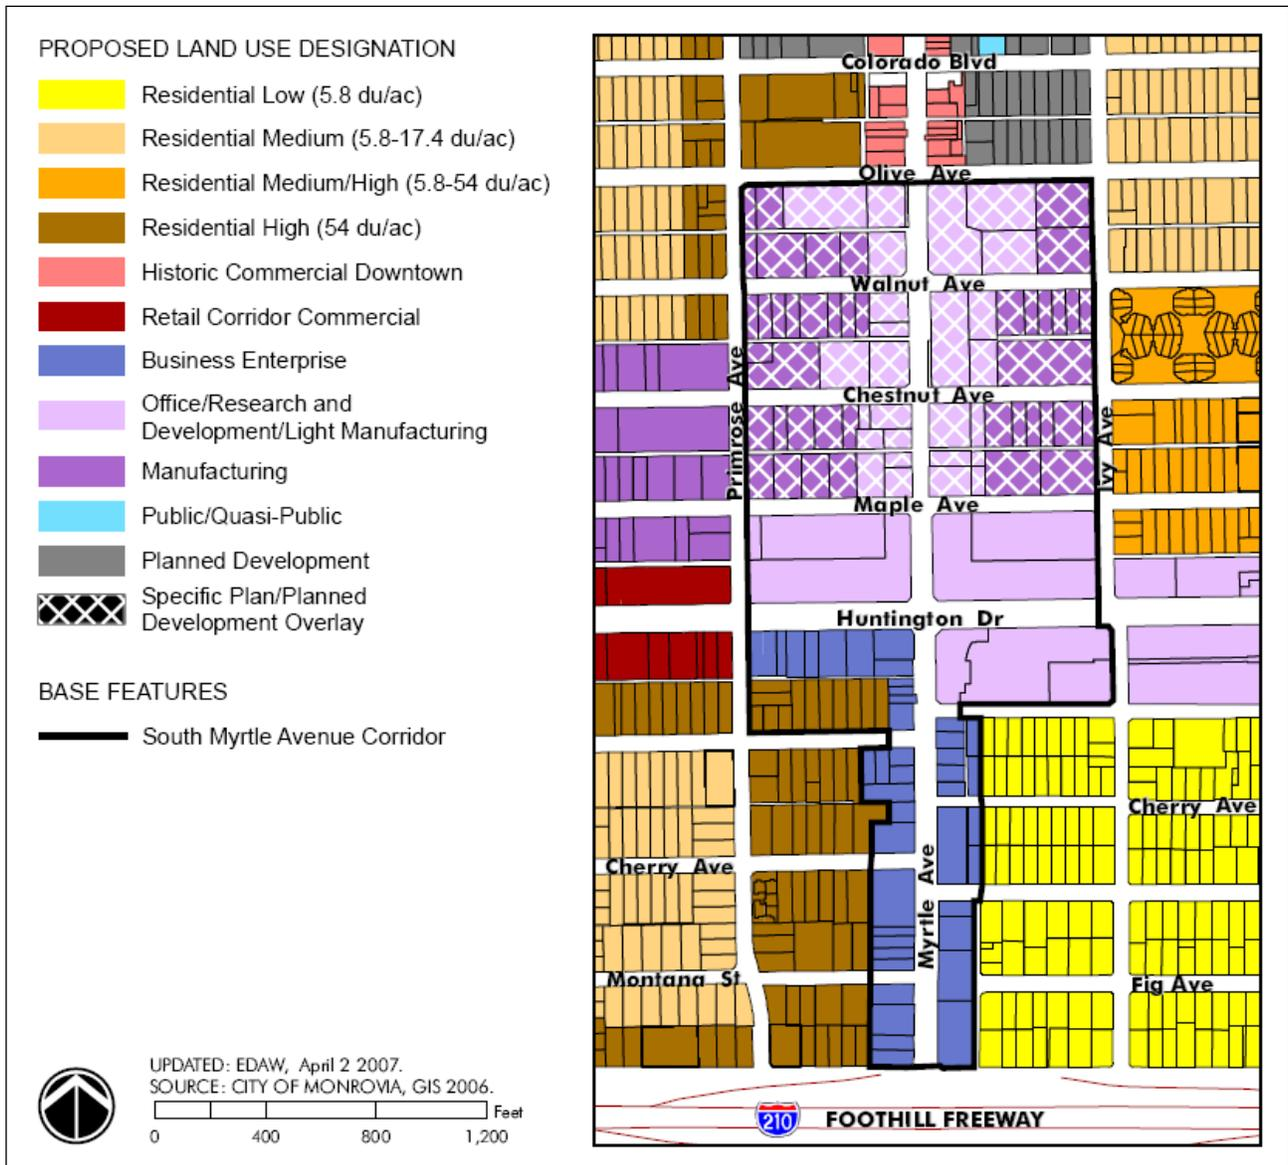 PROPOSED LAND USE DESIGNATION
Residential Low (5.8 du/ac)
Residential Medium (5.8-17.4 du/ac)
Residential Medium/High (5.8-54 du/ac)
Residential High (54 du/ac)
Historic Commercial Downtown
Retail Corridor Commercial
Business Enterprise
Office/Research and
Development/Light Manufacturing
Manufacturing
Public/Quasi-Public
Planned Development
Specific Plan/Planned
Development Overlay
BASE FEATURES
South Myrtle Avenue Corridor
UPDATED: EDAW, April 2 2007.
SOURCE: CITY OF MONROVIA, GIS 2006.
Feet
0 400 800 1,200
Colorado Blvd
Olive Ave
Walnut Ave
Primrose Ave
Chestnut Ave
Ivy Ave
Maple Ave
Huntington Dr
Cherry Ave
Myrtle Ave
Cherry Ave
Montana St
Fig Ave
210
FOOTHILL FREEWAY